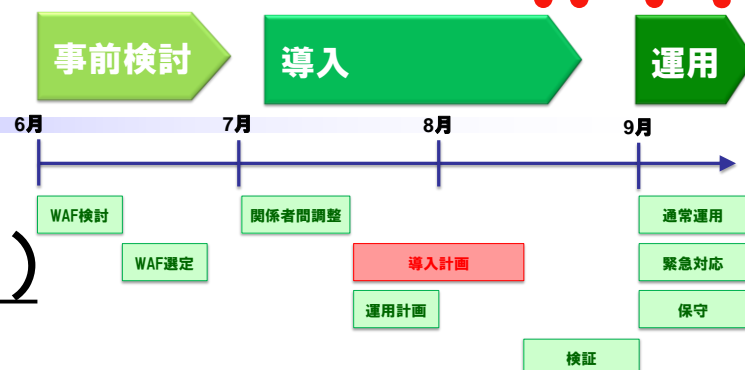 事前検討
導入
運用
6月
7月
8月
9月
WAF検討
関係者間調整
通常運用
WAF選定
導入計画
緊急対応
運用計画
保守
検証